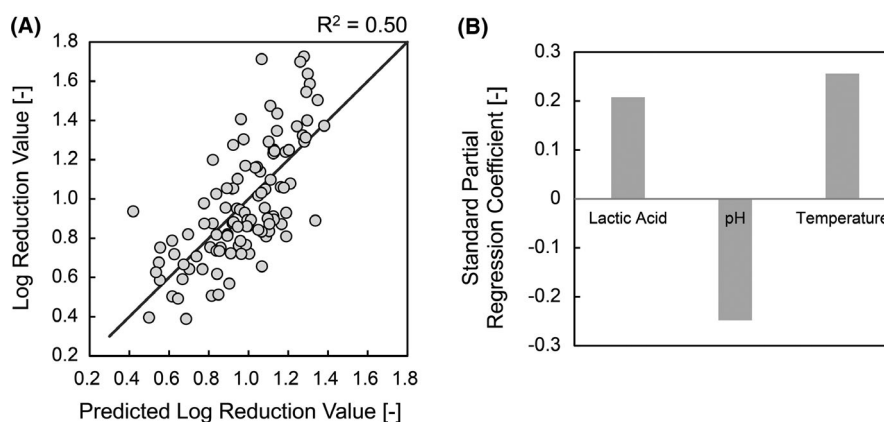 (A)
R² = 0.50
Log Reduction Value [-]
1.8
1.6
1.4
1.2
1.0
0.8
0.6
0.4
0.2
0.2 0.4 0.6 0.8 1.0 1.2 1.4 1.6 1.8
Predicted Log Reduction Value [-]
(B)
Standard Partial
Regression Coefficient [-]
0.3
0.2
0.1
0
-0.1
-0.2
-0.3
Lactic Acid pH Temperature